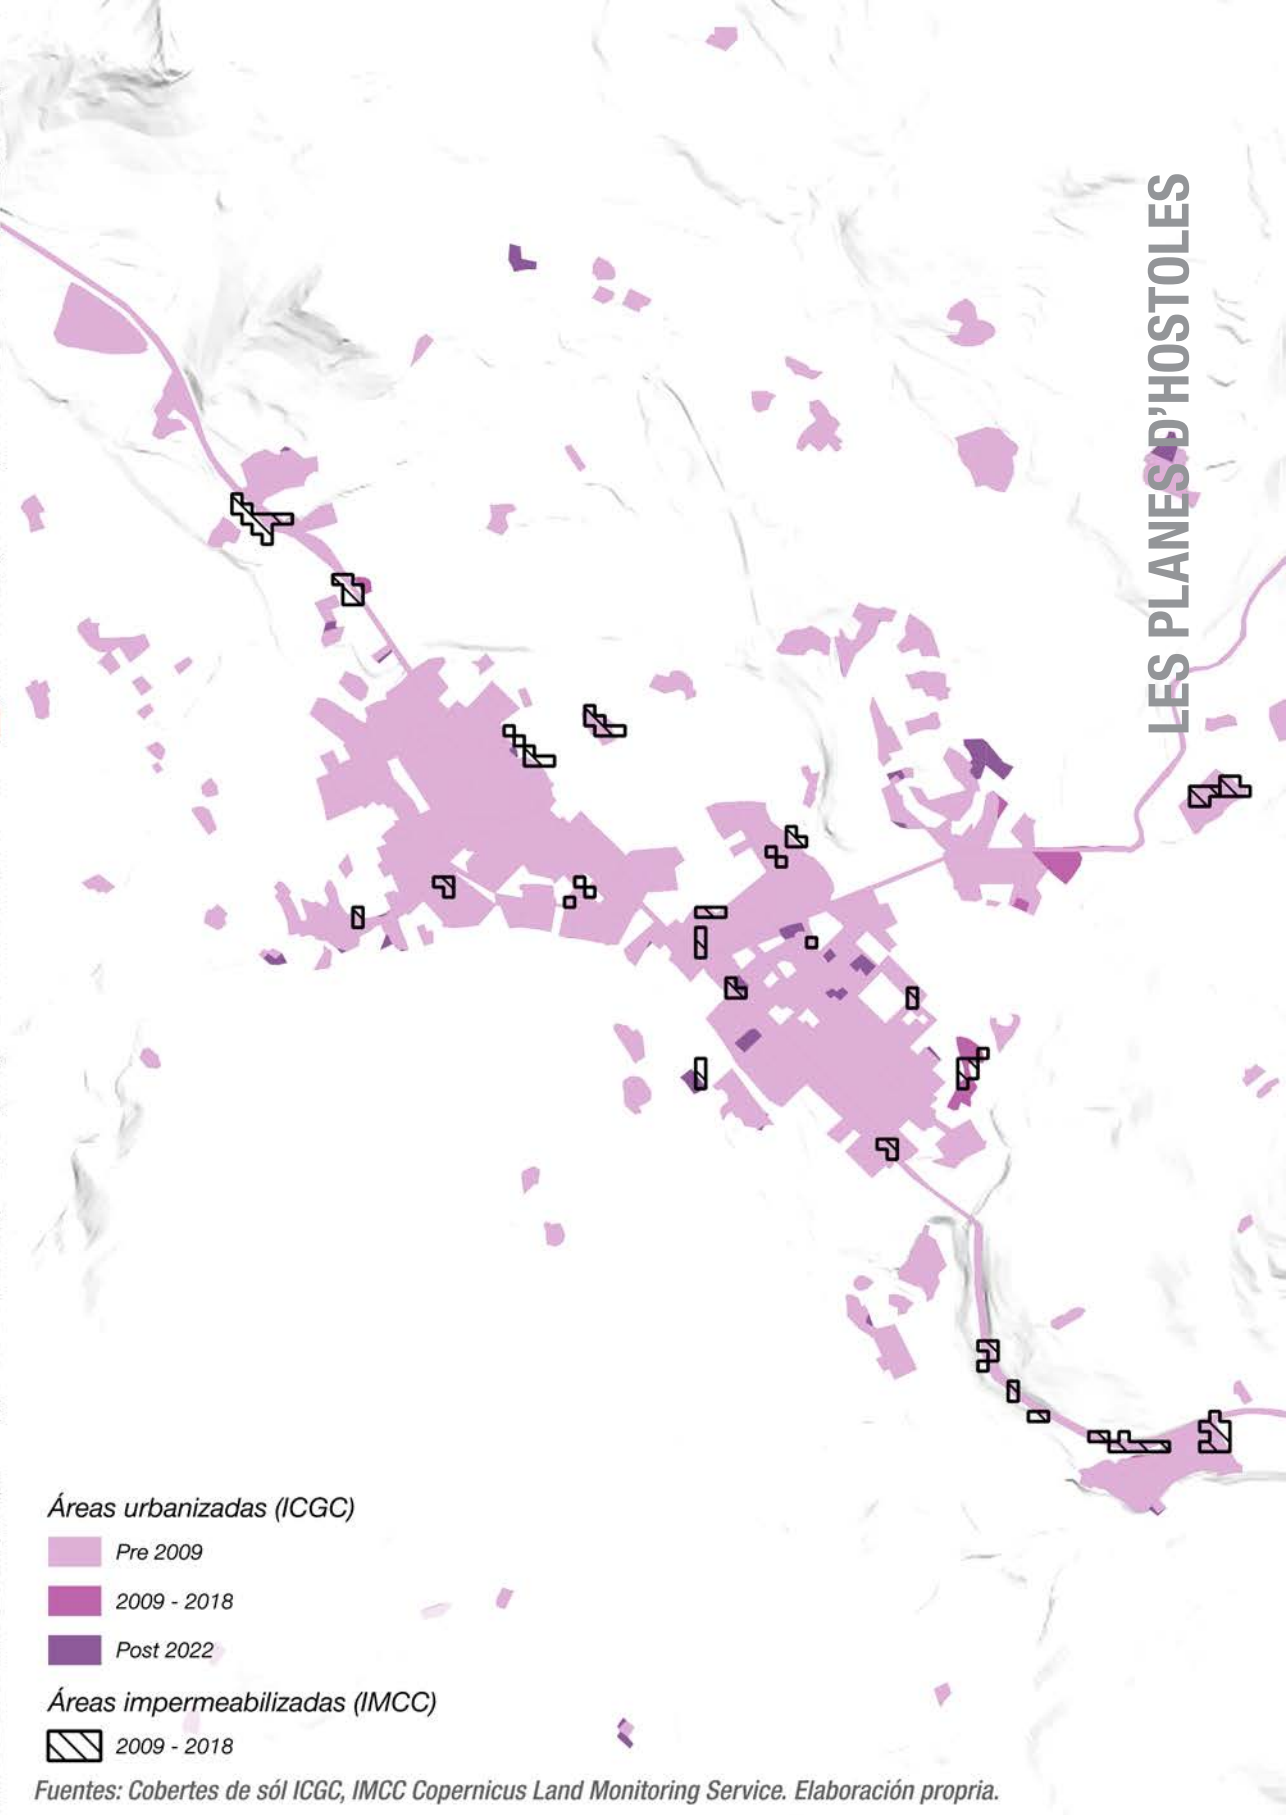 LES PLANES D'HOSTOLES
Áreas urbanizadas (ICGC)
Pre 2009
2009 - 2018
Post 2022
Áreas impermeabilizadas (IMCC)
2009 - 2018
Fuentes: Cobertes de sól ICGC, IMCC Copernicus Land Monitoring Service. Elaboración propria.